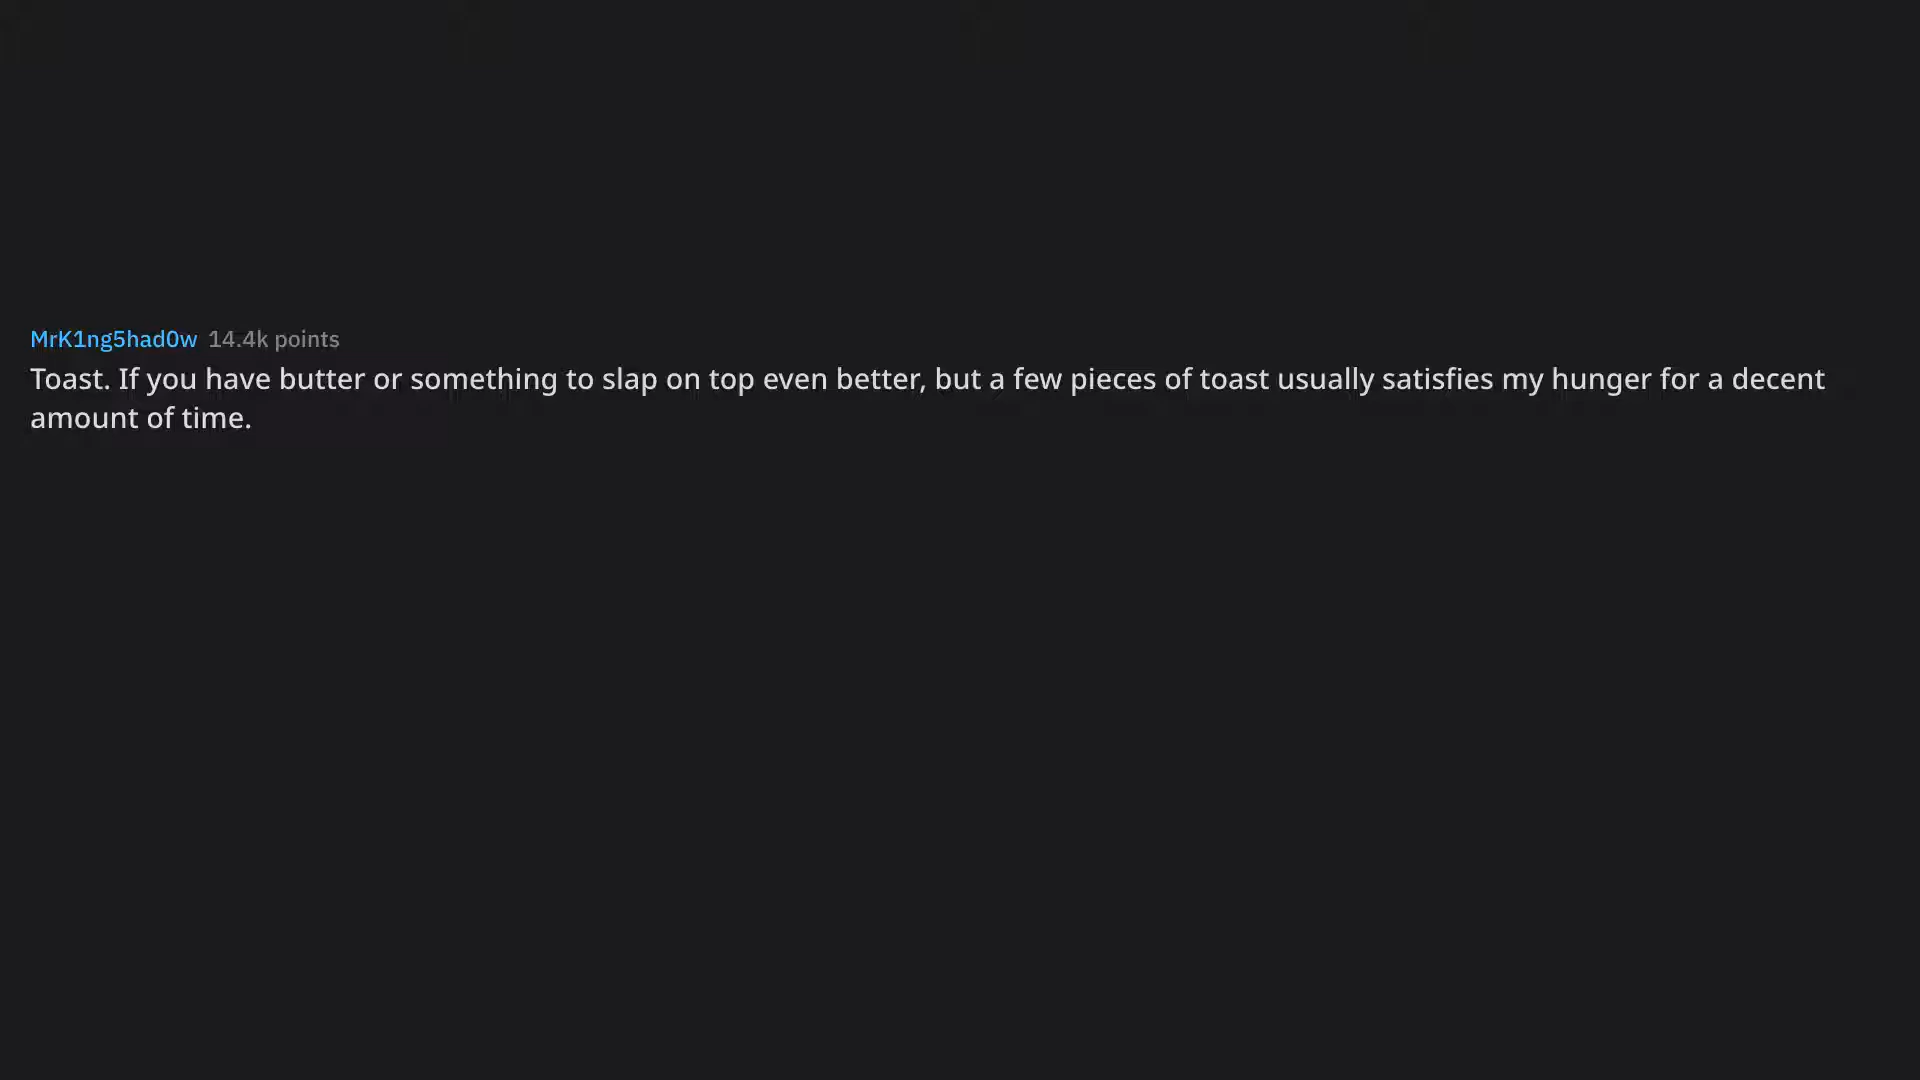 MrK1ng5had0w 14.4k points
Toast. If you have butter or something to slap on top even better, but a few pieces of toast usually satisfies my hunger for a decent
amount of time.